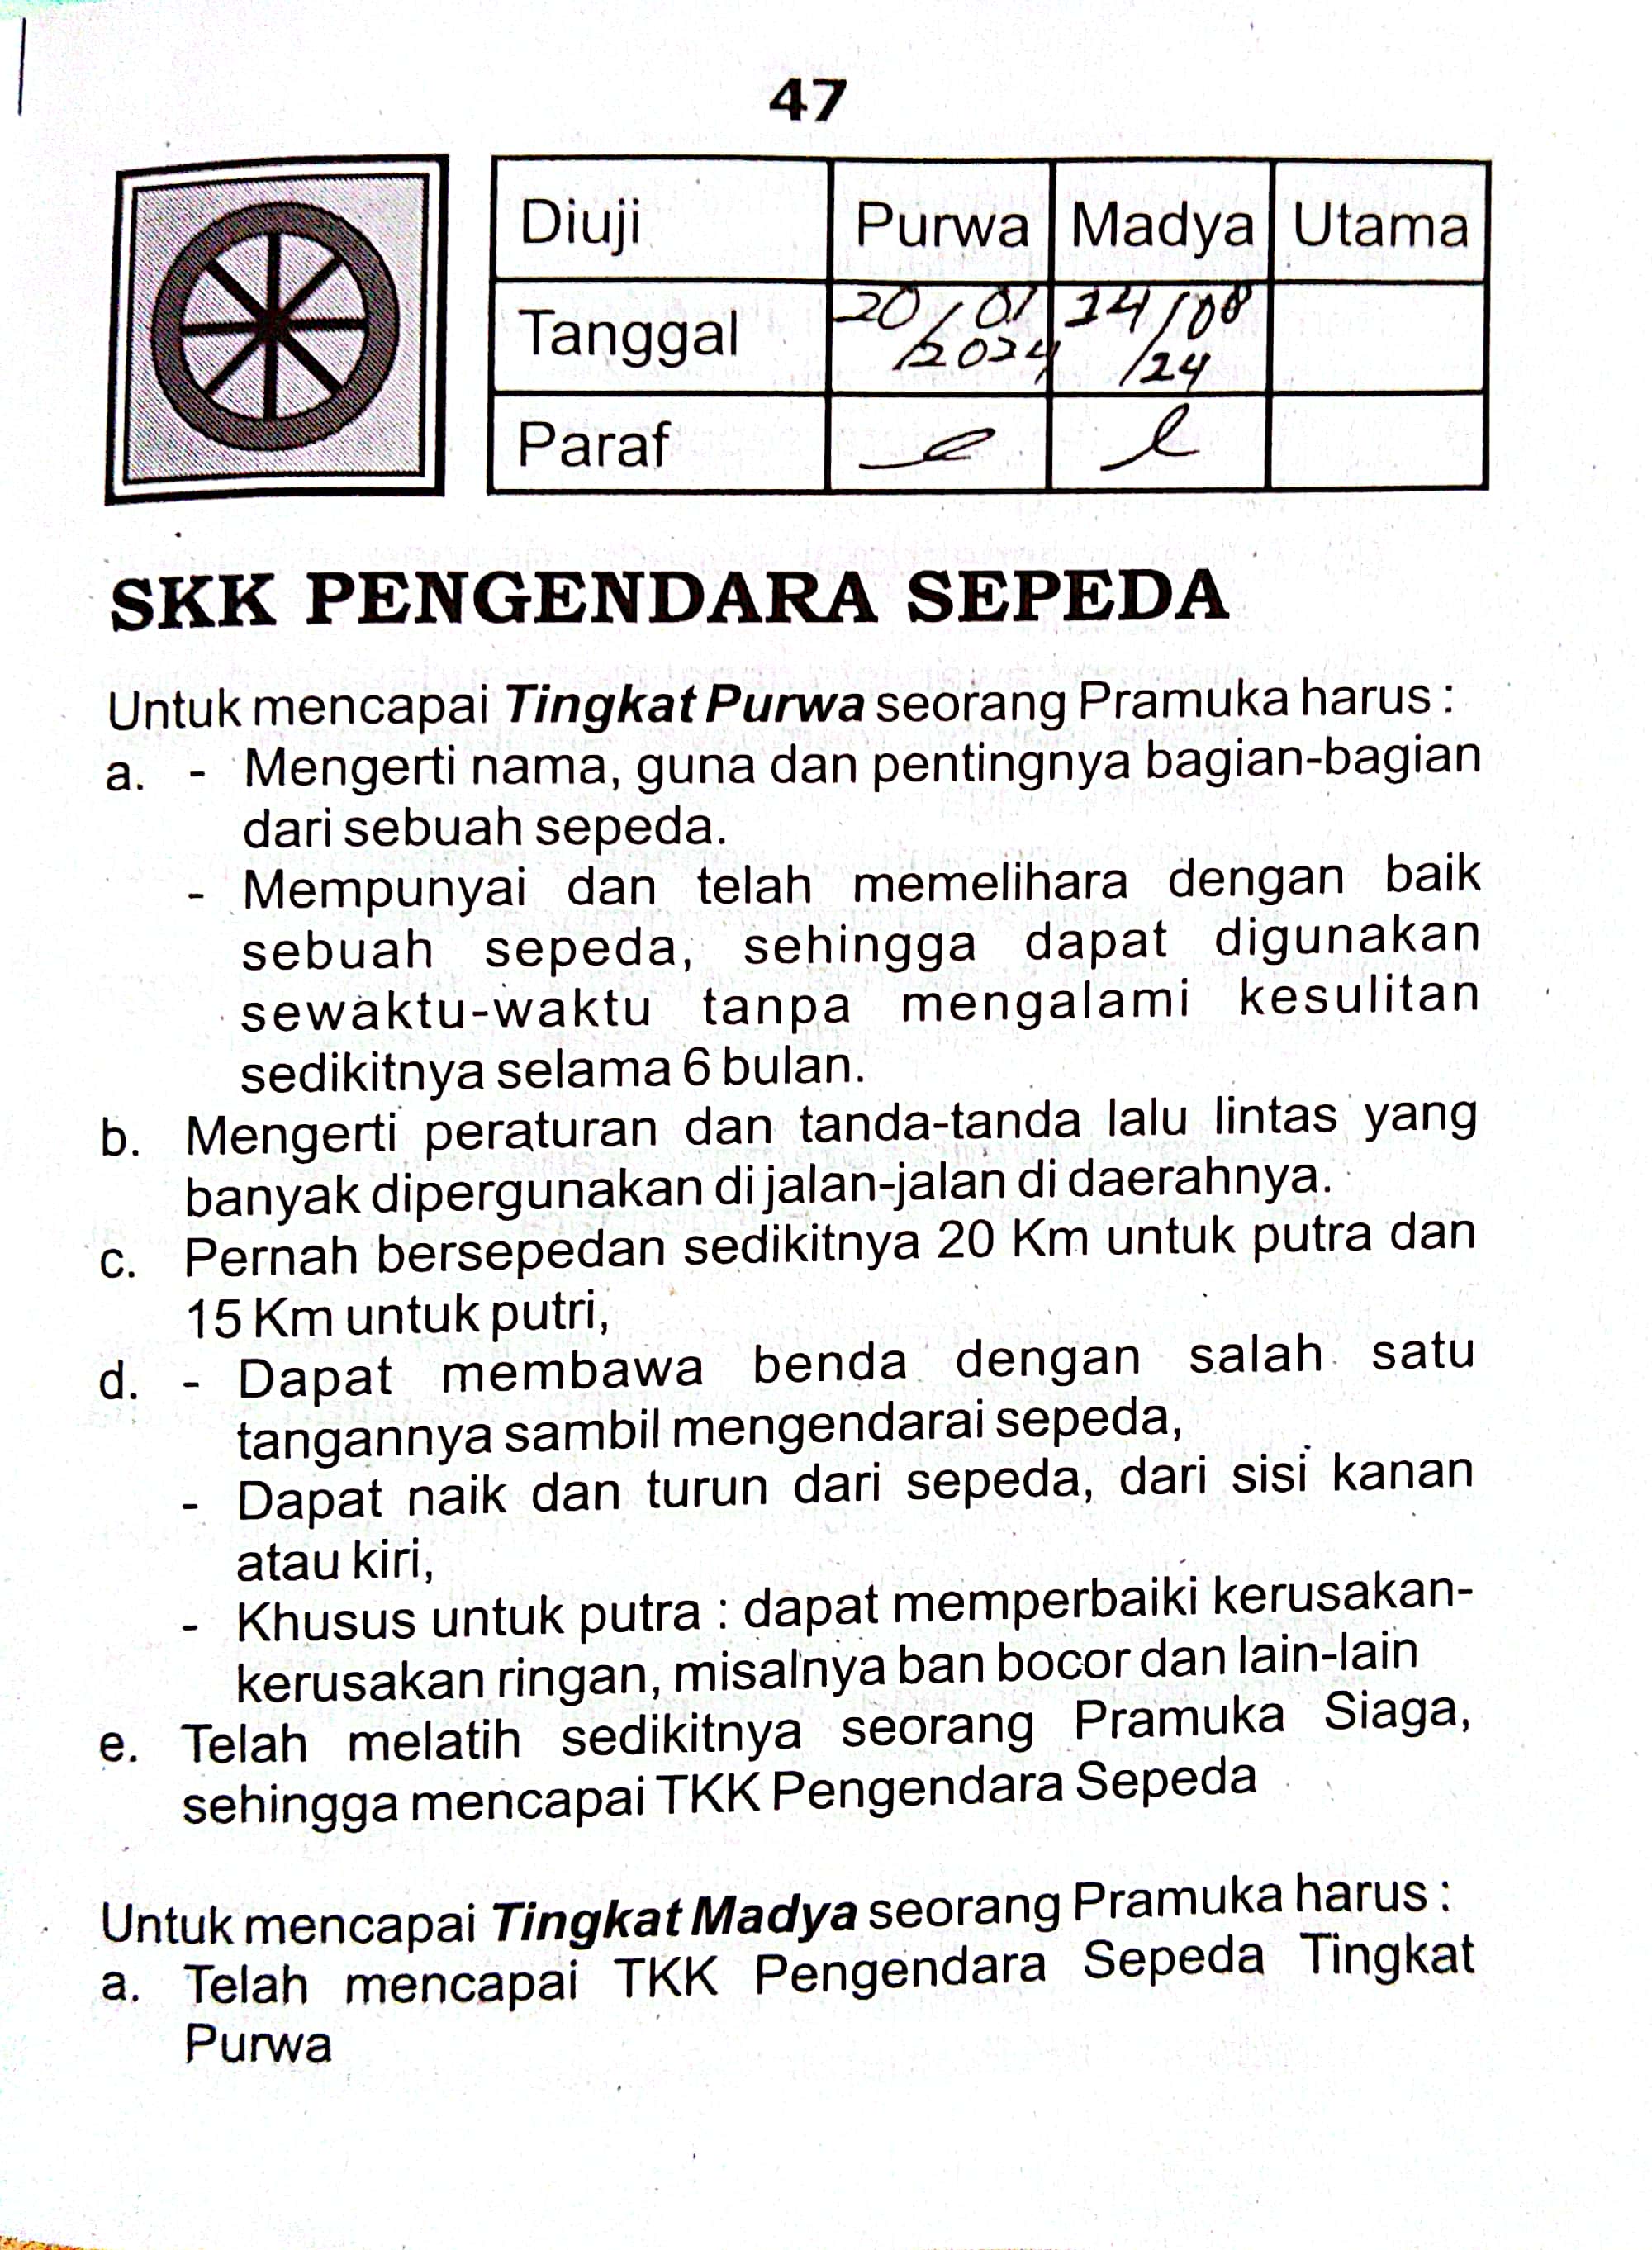 47
Diuji Purwa Madya Utama
Tanggal 20/01/2024 14/08/24
Paraf
SKK PENGENDARA SEPEDA
Untuk mencapai Tingkat Purwa seorang Pramuka harus :
a. - Mengerti nama, guna dan pentingnya bagian-bagian
dari sebuah sepeda.
- Mempunyai dan telah memelihara dengan baik
sebuah sepeda, sehingga dapat digunakan
sewaktu-waktu tanpa mengalami kesulitan
sedikitnya selama 6 bulan.
b. Mengerti peraturan dan tanda-tanda lalu lintas yang
banyak dipergunakan di jalan-jalan di daerahnya.
c. Pernah bersepedan sedikitnya 20 Km untuk putra dan
15 Km untuk putri,
d. - Dapat membawa benda dengan salah satu
tangannya sambil mengendarai sepeda,
- Dapat naik dan turun dari sepeda, dari sisi kanan
atau kiri,
- Khusus untuk putra : dapat memperbaiki kerusakan-
kerusakan ringan, misalnya ban bocor dan lain-lain
e. Telah melatih sedikitnya seorang Pramuka Siaga,
sehingga mencapai TKK Pengendara Sepeda
Untuk mencapai Tingkat Madya seorang Pramuka harus :
a. Telah mencapai TKK Pengendara Sepeda Tingkat
Purwa